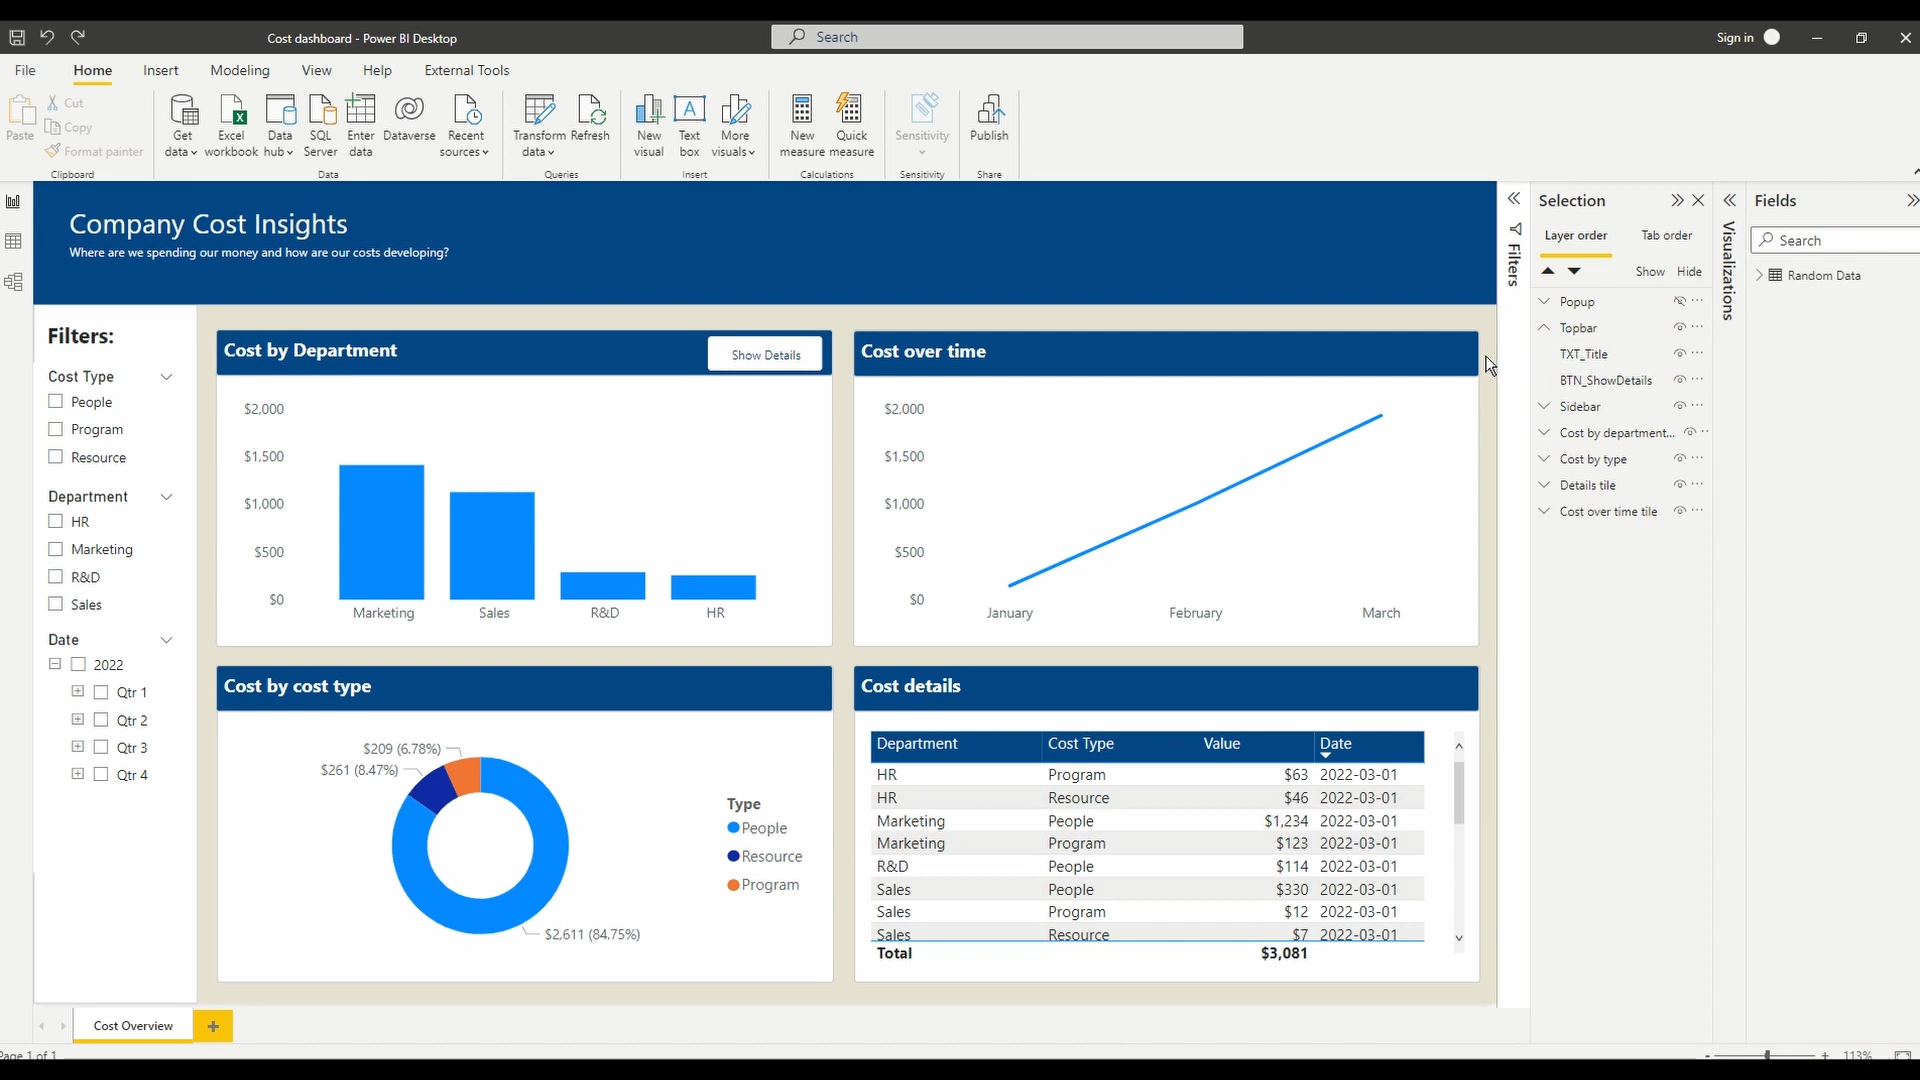 Cost dashboard - Power BI Desktop
Search
Sign in
File Home Insert Modeling View Help External Tools
Paste
Cut
Copy
Format painter
Get data
Excel workbook
Data hub
SQL Server
Enter data
Dataverse
Recent sources
Transform data
Refresh
New visual
Text box
More visuals
New measure
Quick measure
Sensitivity
Publish
Clipboard Data Queries Insert Calculations Sensitivity Share
Company Cost Insights
Where are we spending our money and how are our costs developing?
Filters:
Cost Type
People
Program
Resource
Department
HR
Marketing
R&D
Sales
Date
2022
Qtr 1
Qtr 2
Qtr 3
Qtr 4
Cost by Department
Show Details
$2,000
$1,500
$1,000
$500
$0
Marketing Sales R&D HR
Cost over time
$2,000
$1,500
$1,000
$500
$0
January February March
Cost by cost type
$209 (6.78%)
$261 (8.47%)
$2,611 (84.75%)
Type
People
Resource
Program
Cost details
Department Cost Type Value Date
HR Program $63 2022-03-01
HR Resource $46 2022-03-01
Marketing People $1,234 2022-03-01
Marketing Program $123 2022-03-01
R&D People $114 2022-03-01
Sales People $330 2022-03-01
Sales Program $12 2022-03-01
Sales Resource $7 2022-03-01
Total $3,081
Filters
Selection
Layer order Tab order
Show Hide
Popup
Topbar
TXT_Title
BTN_ShowDetails
Sidebar
Cost by department...
Cost by type
Details tile
Cost over time tile
Visualizations
Fields
Search
Random Data
Cost Overview
Page 1 of 1
113%